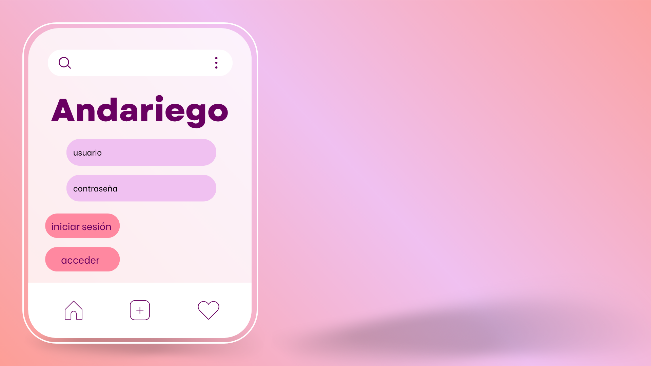 Andariego
usuario
contraseña
iniciar sesión
acceder